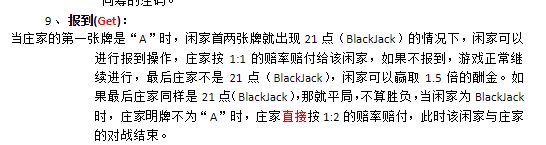 问筹的注码。
9、报到(Get)：
当庄家的第一张牌是“A”时，闲家首两张牌就出现 21 点（BlackJack）的情况下，闲家可以
进行报到操作，庄家按 1:1 的赔率赔付给该闲家，如果不报到，游戏正常继
续进行，最后庄家不是 21 点（BlackJack），闲家可以赢取 1.5 倍的酬金。如
果最后庄家同样是 21 点（BlackJack），那就平局，不算胜负，当闲家为 BlackJack
时，庄家明牌不为“A”时，庄家直接按 1:2 的赔率赔付，此时该闲家与庄家
的对战结束。